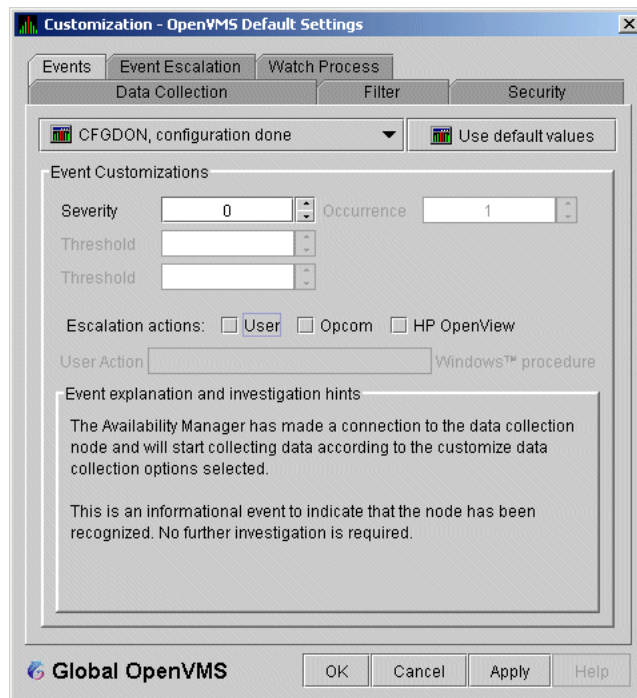 Customization - OpenVMS Default Settings
Events Event Escalation Watch Process
Data Collection Filter Security
CFGDON, configuration done Use default values
Event Customizations
Severity 0 Occurrence 1
Threshold
Threshold
Escalation actions: User Opcom HP OpenView
User Action Windows™ procedure
Event explanation and investigation hints
The Availability Manager has made a connection to the data collection
node and will start collecting data according to the customize data
collection options selected.
This is an informational event to indicate that the node has been
recognized. No further investigation is required.
Global OpenVMS OK Cancel Apply Help